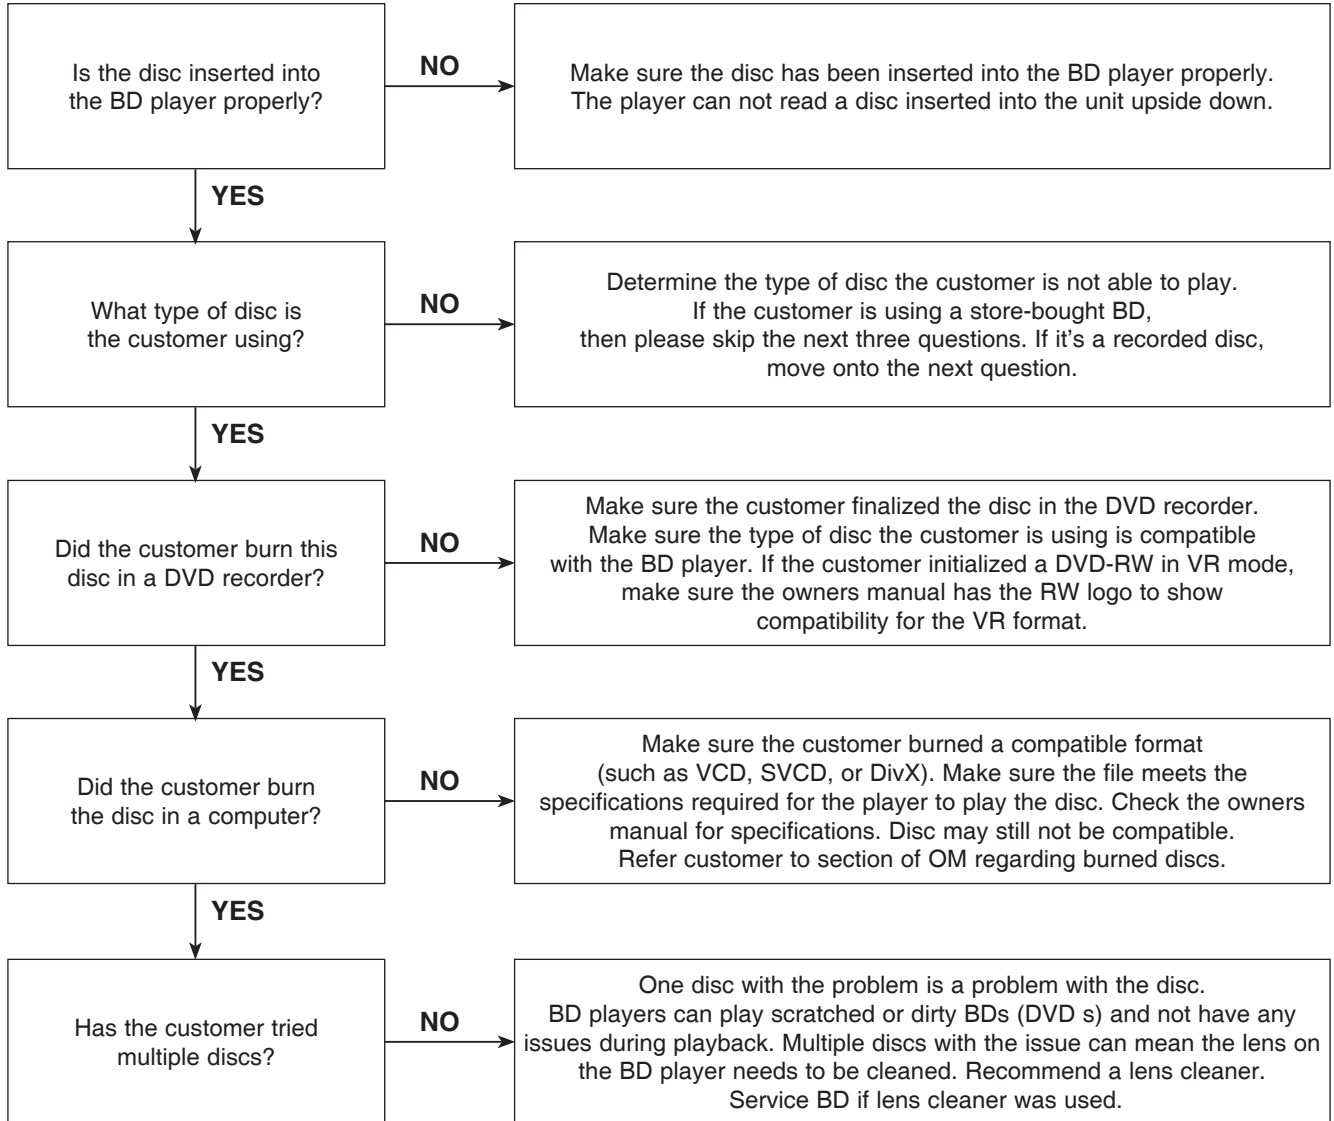 Is the disc inserted into
the BD player properly?
NO
Make sure the disc has been inserted into the BD player properly.
The player can not read a disc inserted into the unit upside down.
YES
What type of disc is
the customer using?
NO
Determine the type of disc the customer is not able to play.
If the customer is using a store-bought BD,
then please skip the next three questions. If it's a recorded disc,
move onto the next question.
YES
Did the customer burn this
disc in a DVD recorder?
NO
Make sure the customer finalized the disc in the DVD recorder.
Make sure the type of disc the customer is using is compatible
with the BD player. If the customer initialized a DVD-RW in VR mode,
make sure the owners manual has the RW logo to show
compatibility for the VR format.
YES
Did the customer burn
the disc in a computer?
NO
Make sure the customer burned a compatible format
(such as VCD, SVCD, or DivX). Make sure the file meets the
specifications required for the player to play the disc. Check the owners
manual for specifications. Disc may still not be compatible.
Refer customer to section of OM regarding burned discs.
YES
Has the customer tried
multiple discs?
NO
One disc with the problem is a problem with the disc.
BD players can play scratched or dirty BDs (DVD s) and not have any
issues during playback. Multiple discs with the issue can mean the lens on
the BD player needs to be cleaned. Recommend a lens cleaner.
Service BD if lens cleaner was used.